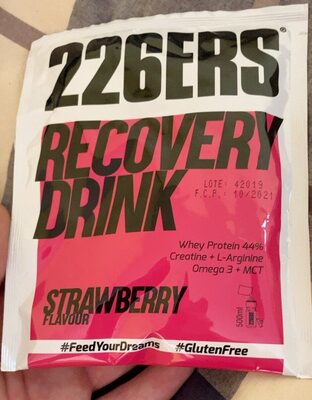 226ERS®
RECOVERY
DRINK
LOTE: 42019
F.C.P.: 10/2021
Whey Protein 44%
Creatine + L-Arginine
Omega 3 + MCT
STRAWBERRY
FLAVOUR
500ml
#FeedYourDreams #GlutenFree